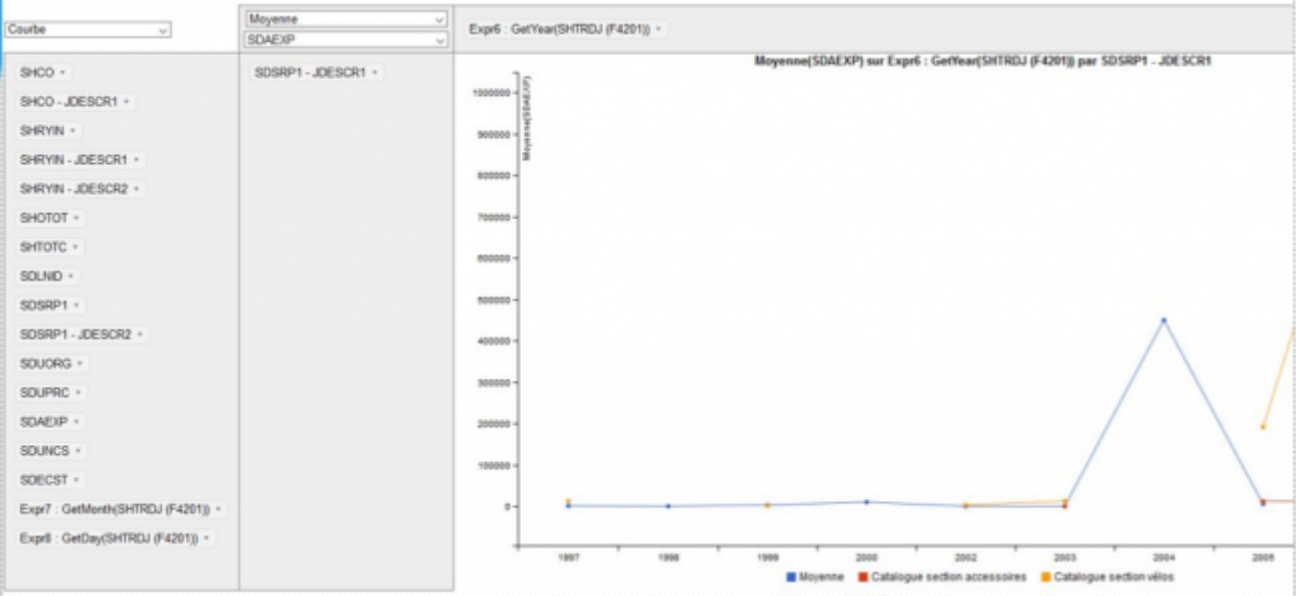 Courbe
Moyenne
SDAEXP
Expr6 : GetYear(SHTRDJ (F4201))
SHCO
SHCO - JDESCR1
SHRYIN
SHRYIN - JDESCR1
SHRYIN - JDESCR2
SHOTOT
SHTOTC
SDLNID
SDSRP1
SDSRP1 - JDESCR2
SDUORG
SDUPRC
SDAEXP
SDUNCS
SDECST
Expr7 : GetMonth(SHTRDJ (F4201))
Expr8 : GetDay(SHTRDJ (F4201))
SDSRP1 - JDESCR1
Moyenne(SDAEXP) sur Expr6 : GetYear(SHTRDJ (F4201)) par SDSRP1 - JDESCR1
Moyenne(SDAEXP)
1000000
900000
800000
700000
600000
500000
400000
300000
200000
100000
0
1997 1998 1999 2000 2002 2003 2004 2005
Moyenne Catalogue section accessoires Catalogue section vélos